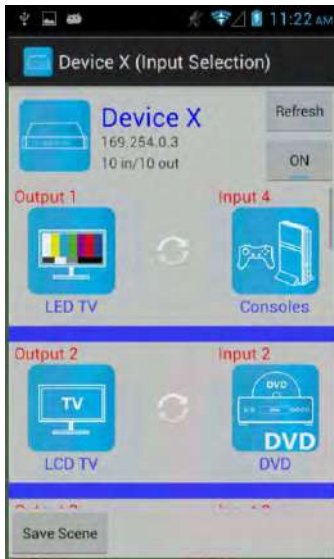 11:22 AM
Device X (Input Selection)
Device X
Refresh
169.254.0.3
10 in/10 out
ON
Output 1
Input 4
LED TV
Consoles
Output 2
Input 2
TV
DVD
DVD
LCD TV
DVD
Save Scene